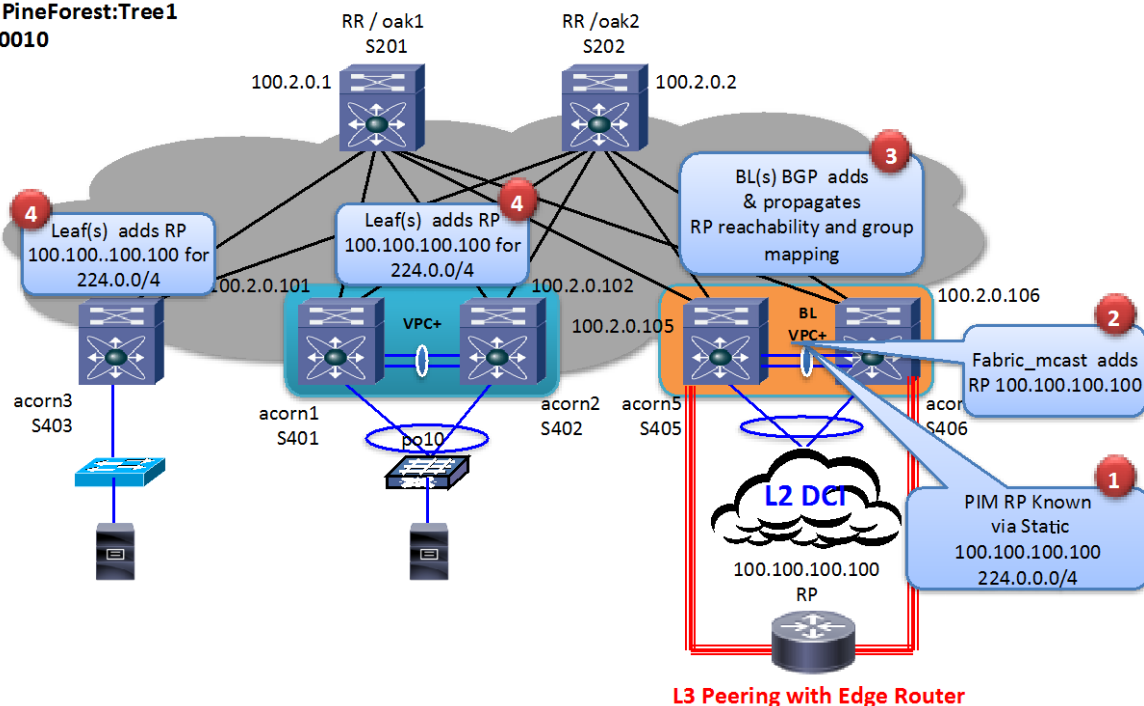 PineForest:Tree1
0010
RR / oak1
S201
RR /oak2
S202
100.2.0.1
100.2.0.2
3
BL(s) BGP adds
& propagates
RP reachability and group
mapping
4
Leaf(s) adds RP
100.100..100.100 for
224.0.0/4
4
Leaf(s) adds RP
100.100.100.100 for
224.0.0/4
100.2.0.101
100.2.0.102
100.2.0.105
100.2.0.106
VPC+
BL
VPC+
2
Fabric_mcast adds
RP 100.100.100.100
acorn3
S403
acorn1
S401
acorn2
S402
acorn5
S405
acor
S406
po10
L2 DCI
1
PIM RP Known
via Static
100.100.100.100
224.0.0.0/4
100.100.100.100
RP
L3 Peering with Edge Router